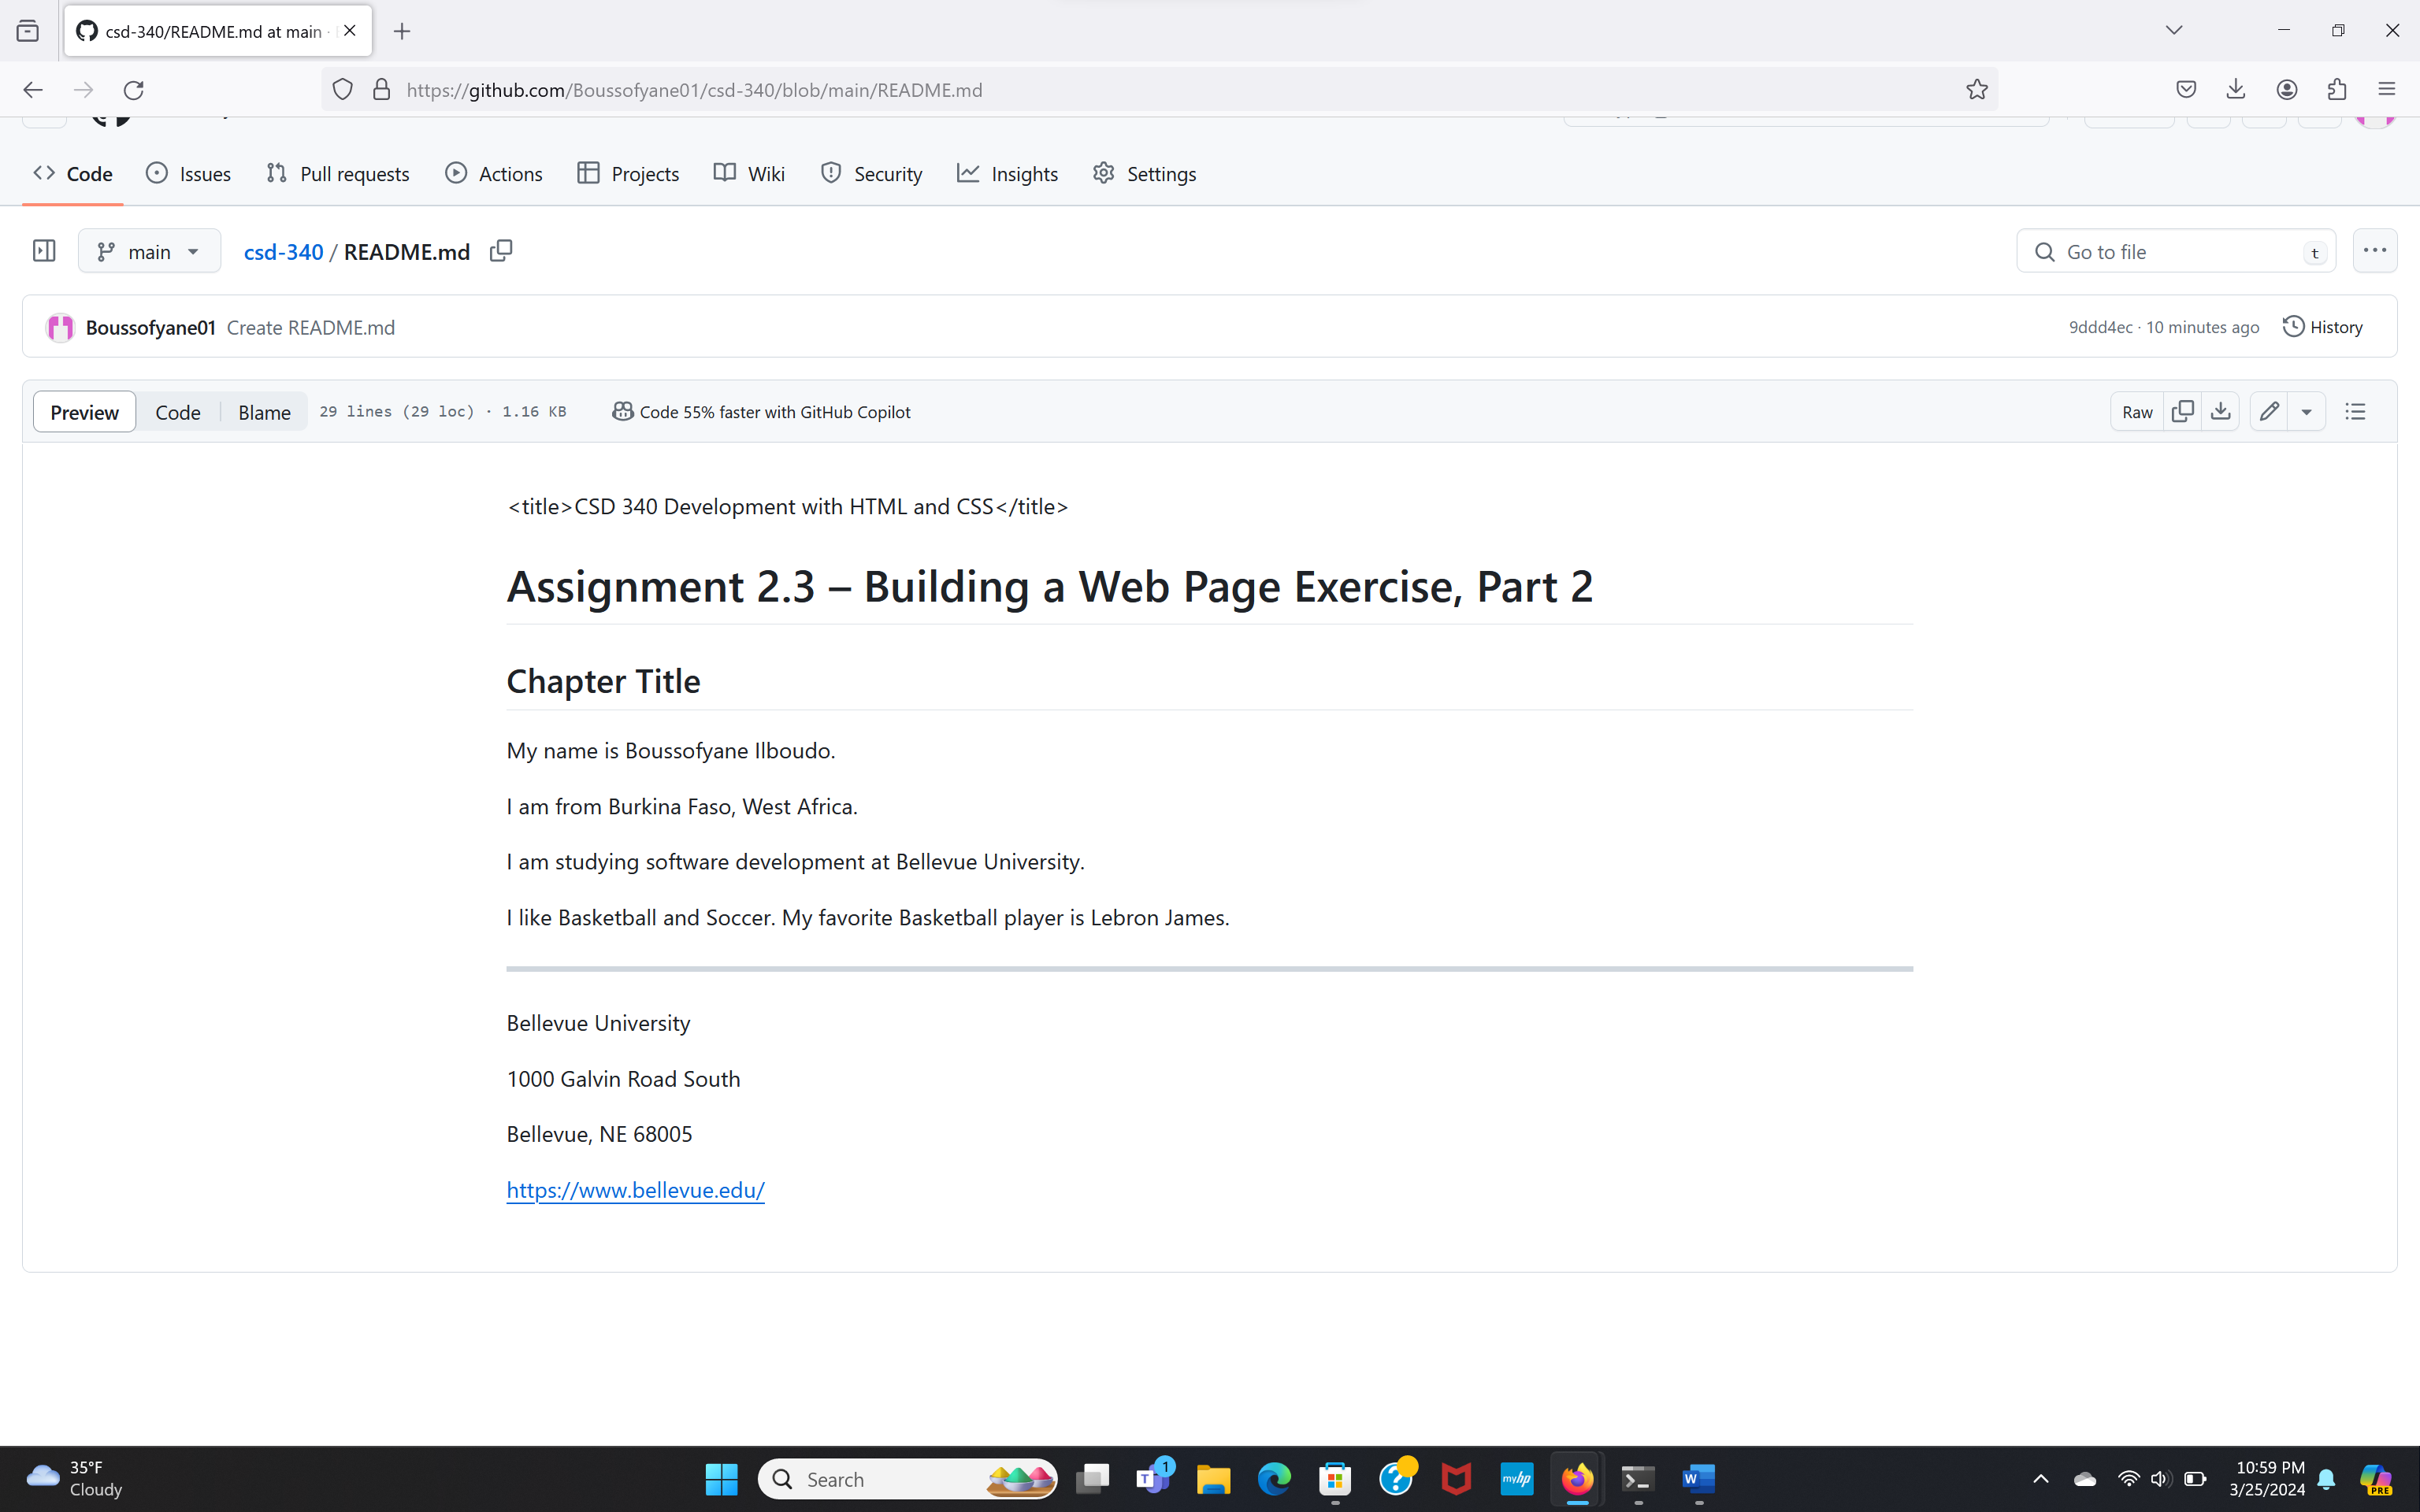 csd-340/README.md at main ·
https://github.com/Boussofyane01/csd-340/blob/main/README.md
Code Issues Pull requests Actions Projects Wiki Security Insights Settings
main csd-340 / README.md Go to file t
Boussofyane01 Create README.md 9ddd4ec · 10 minutes ago History
Preview Code Blame 29 lines (29 loc) · 1.16 KB Code 55% faster with GitHub Copilot Raw
<title>CSD 340 Development with HTML and CSS</title>
Assignment 2.3 – Building a Web Page Exercise, Part 2
Chapter Title
My name is Boussofyane Ilboudo.
I am from Burkina Faso, West Africa.
I am studying software development at Bellevue University.
I like Basketball and Soccer. My favorite Basketball player is Lebron James.
Bellevue University
1000 Galvin Road South
Bellevue, NE 68005
https://www.bellevue.edu/
35°F
Cloudy
Search
T 1
myhp
W
10:59 PM
3/25/2024
PRE